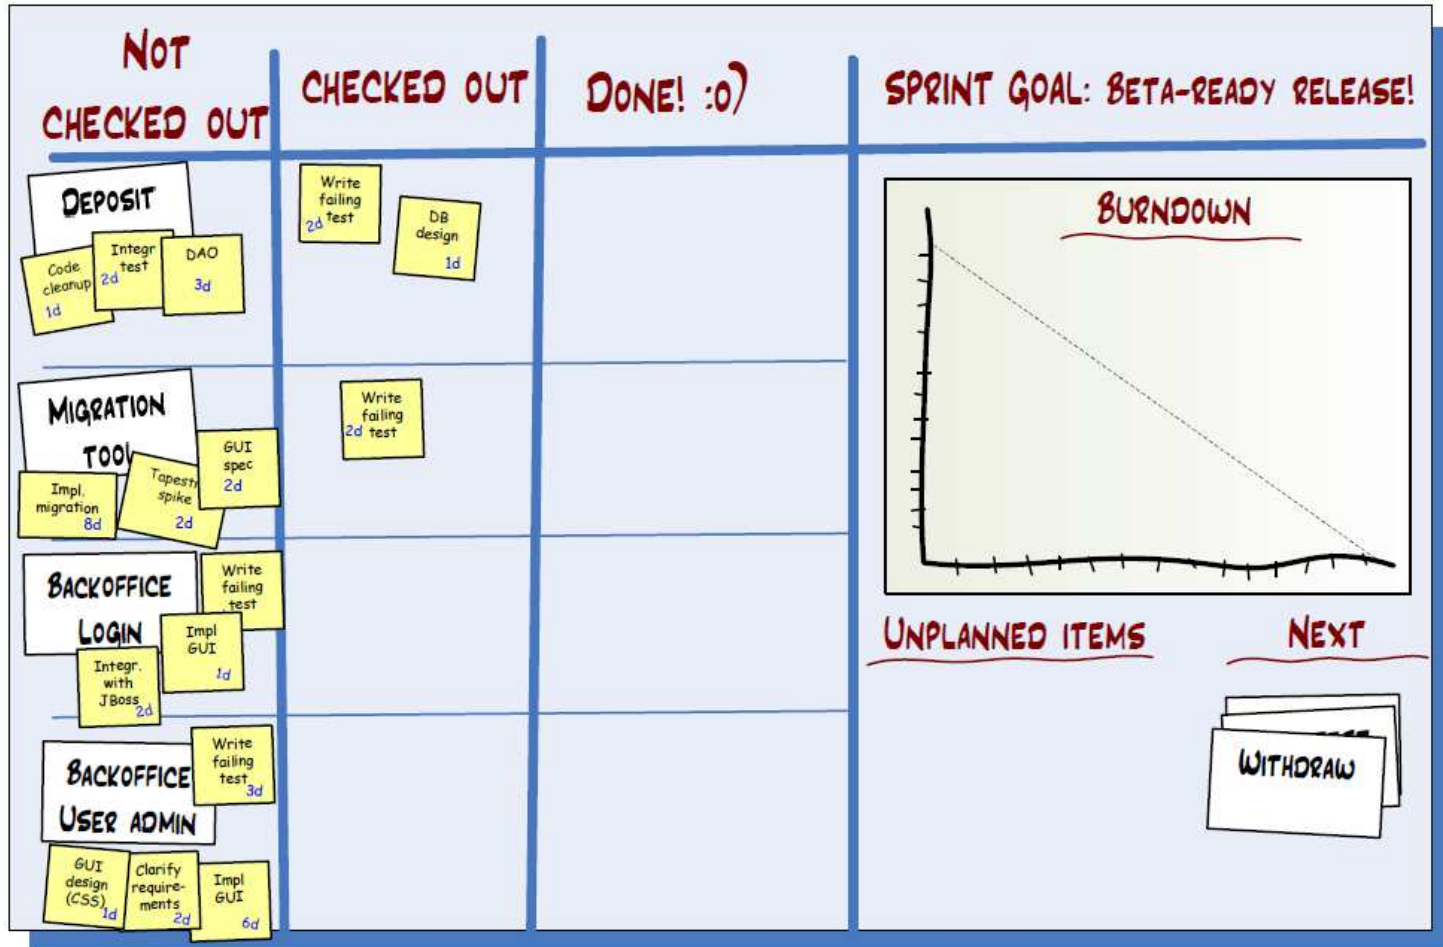 NOT
CHECKED OUT
CHECKED OUT
DONE! :o)
SPRINT GOAL: BETA-READY RELEASE!
DEPOSIT
Code
cleanup
1d
Integr
test
2d
DAO
3d
Write
failing
test
2d
DB
design
1d
BURNDOWN
MIGRATION
TOOL
Impl.
migration
8d
Tapestr
spike
2d
GUI
spec
2d
Write
failing
2d test
BACKOFFICE
LOGIN
Write
failing
test
Impl
GUI
1d
Integr.
with
JBoss
2d
UNPLANNED ITEMS
NEXT
WITHDRAW
BACKOFFICE
USER ADMIN
Write
failing
test
3d
GUI
design
(CSS)
1d
Clarify
require-
ments
2d
Impl
GUI
6d